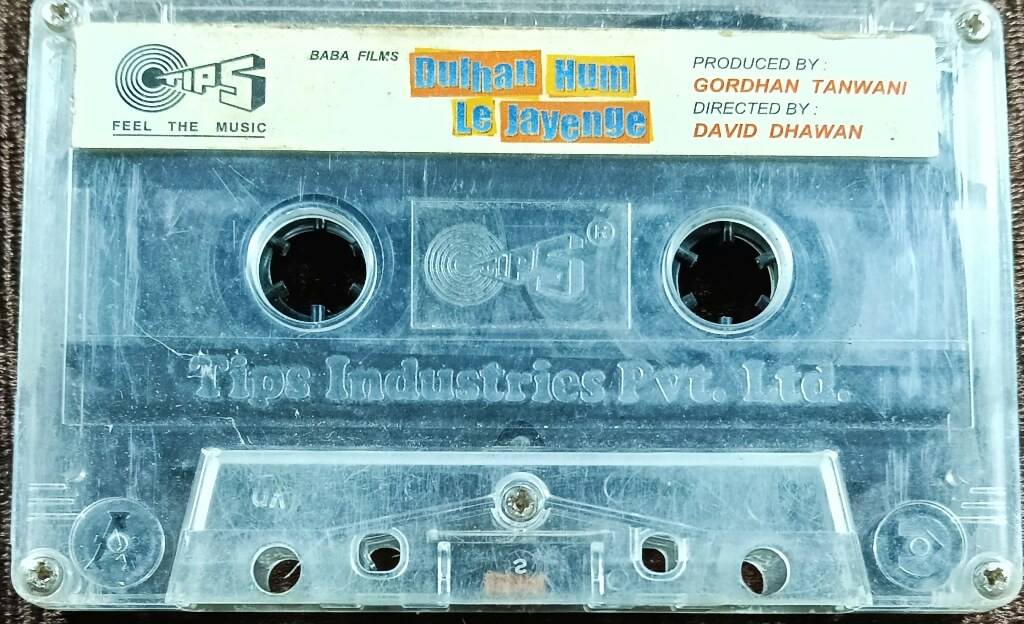 TIPS
FEEL THE MUSIC
BABA FILMS
Dulhan Hum
Le Jayenge
PRODUCED BY :
GORDHAN TANWANI
DIRECTED BY :
DAVID DHAWAN
TIPS ®
Tips Industries Pvt. Ltd.